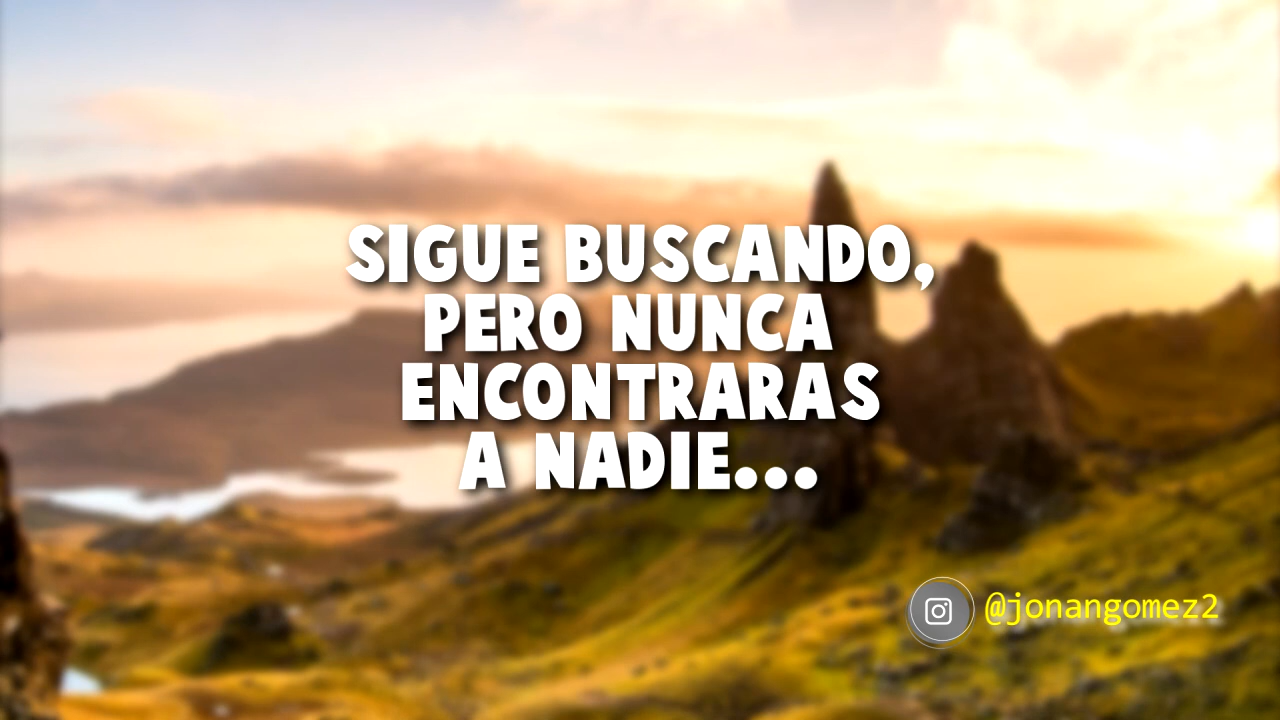 SIGUE BUSCANDO,
PERO NUNCA
ENCONTRARAS
A NADIE...
@jonangomez2